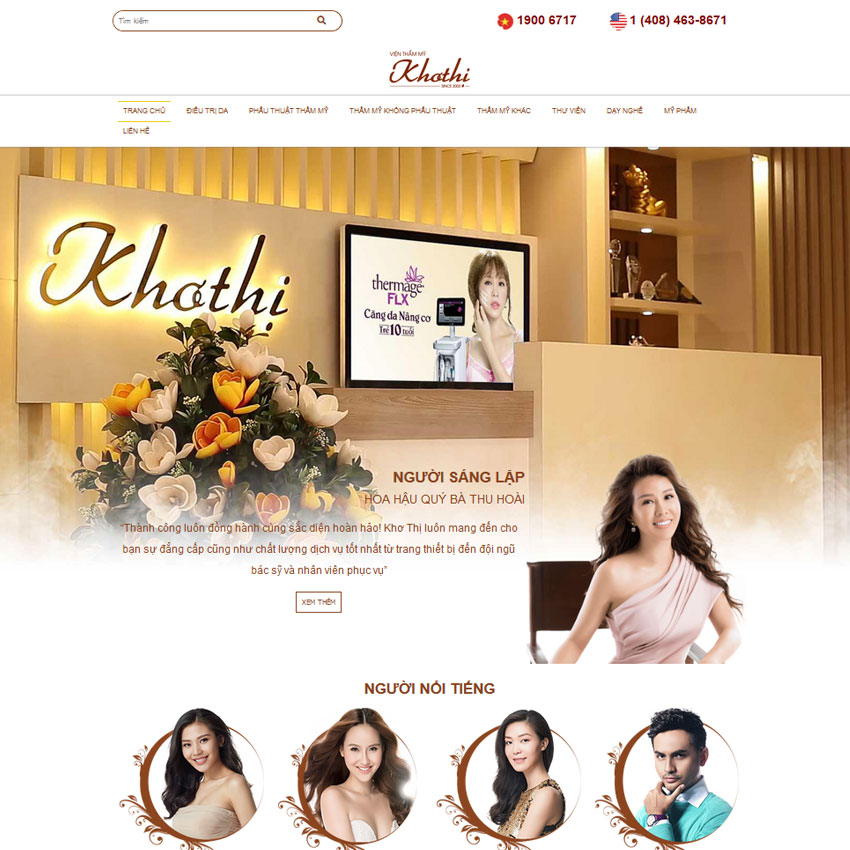 Tìm kiếm
1900 6717
1 (408) 463-8671
VIỆN THẨM MỸ
Khơthị
SINCE 2000
TRANG CHỦ ĐIỀU TRỊ DA PHẪU THUẬT THẨM MỸ THẨM MỸ KHÔNG PHẪU THUẬT THẨM MỸ KHÁC THƯ VIỆN DẠY NGHỀ MỸ PHẨM
LIÊN HỆ
Khơthị
thermage
FLX
Căng da Nâng cơ
Trẻ 10 tuổi
NGƯỜI SÁNG LẬP
HOA HẬU QUÝ BÀ THU HOÀI
“Thành công luôn đồng hành cùng sắc diện hoàn hảo! Khơ Thị luôn mang đến cho
bạn sự đẳng cấp cũng như chất lượng dịch vụ tốt nhất từ trang thiết bị đến đội ngũ
bác sỹ và nhân viên phục vụ”
XEM THÊM
NGƯỜI NỔI TIẾNG